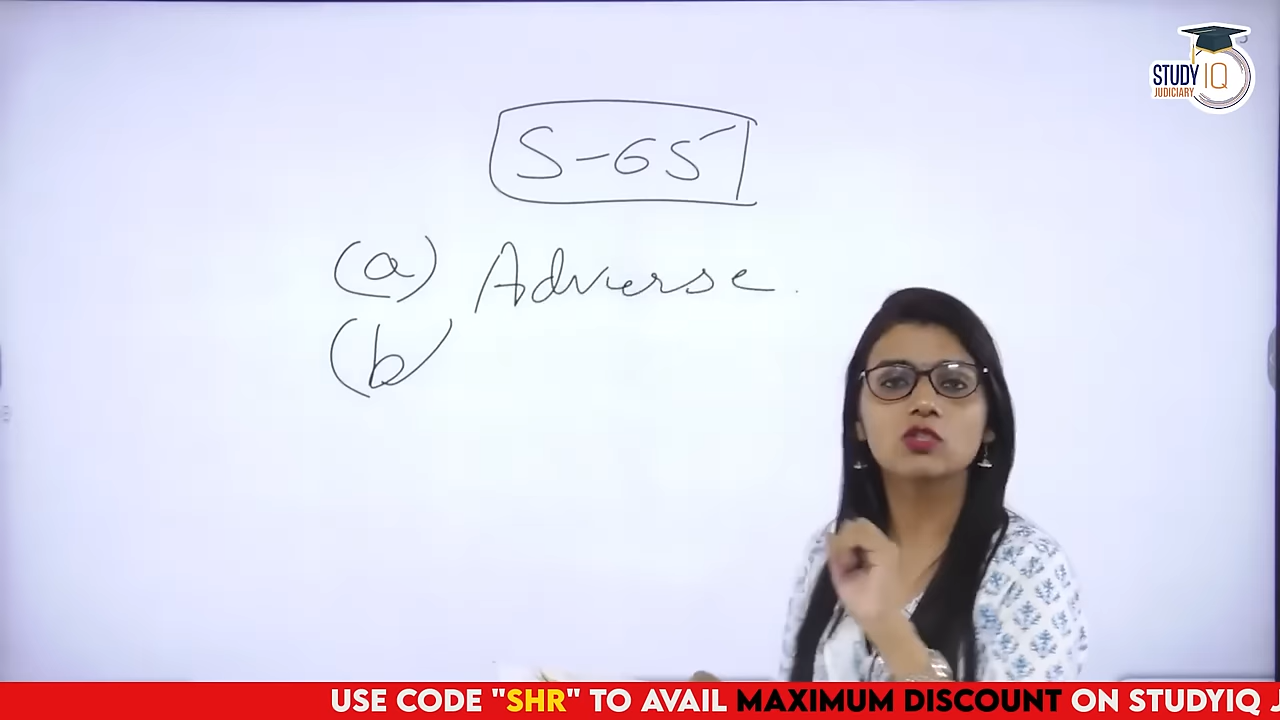 STUDY IQ
JUDICIARY
S-65
(a) Adverse.
(b)
USE CODE "SHR" TO AVAIL MAXIMUM DISCOUNT ON STUDYIQ J